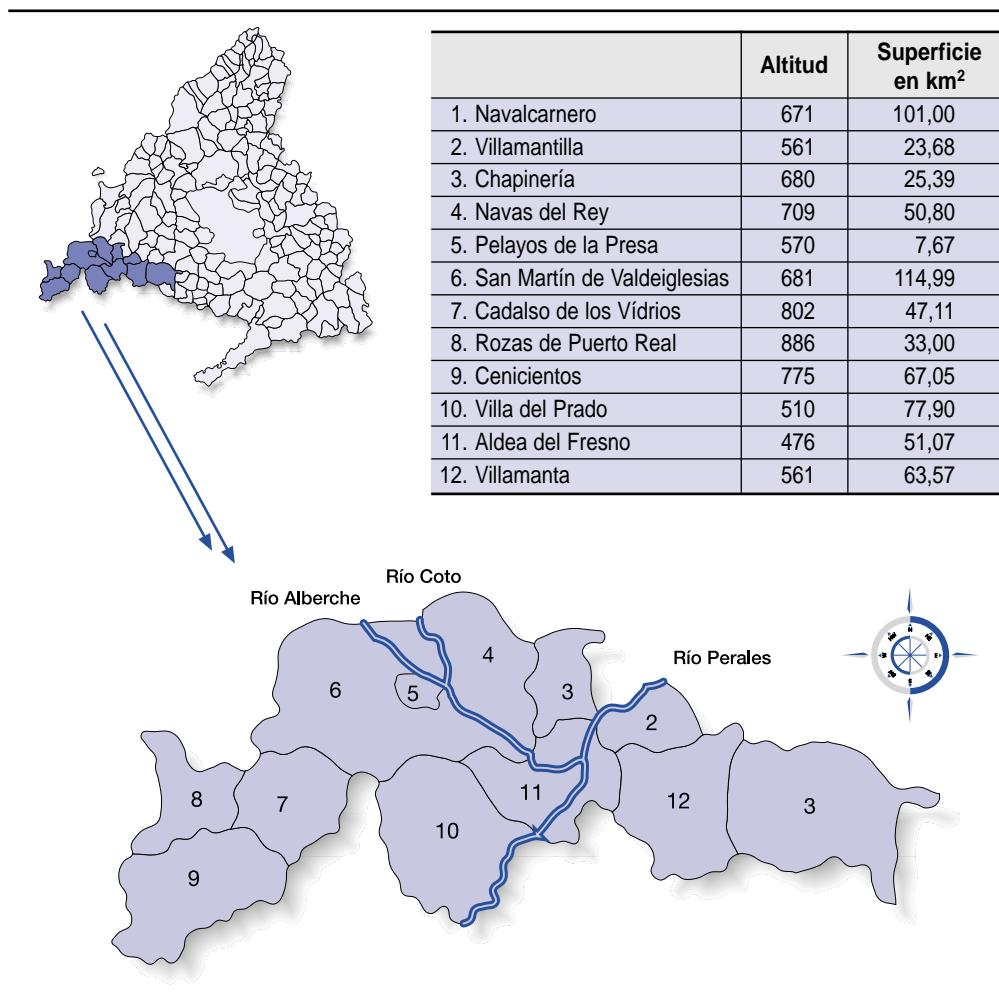 Altitud Superficie en km²
1. Navalcarnero 671 101,00
2. Villamantilla 561 23,68
3. Chapinería 680 25,39
4. Navas del Rey 709 50,80
5. Pelayos de la Presa 570 7,67
6. San Martín de Valdeiglesias 681 114,99
7. Cadalso de los Vídrios 802 47,11
8. Rozas de Puerto Real 886 33,00
9. Cenicientos 775 67,05
10. Villa del Prado 510 77,90
11. Aldea del Fresno 476 51,07
12. Villamanta 561 63,57
Río Coto
Río Alberche
Río Perales
4
6
5
3
2
8
7
11
12
3
10
9
N
E
S